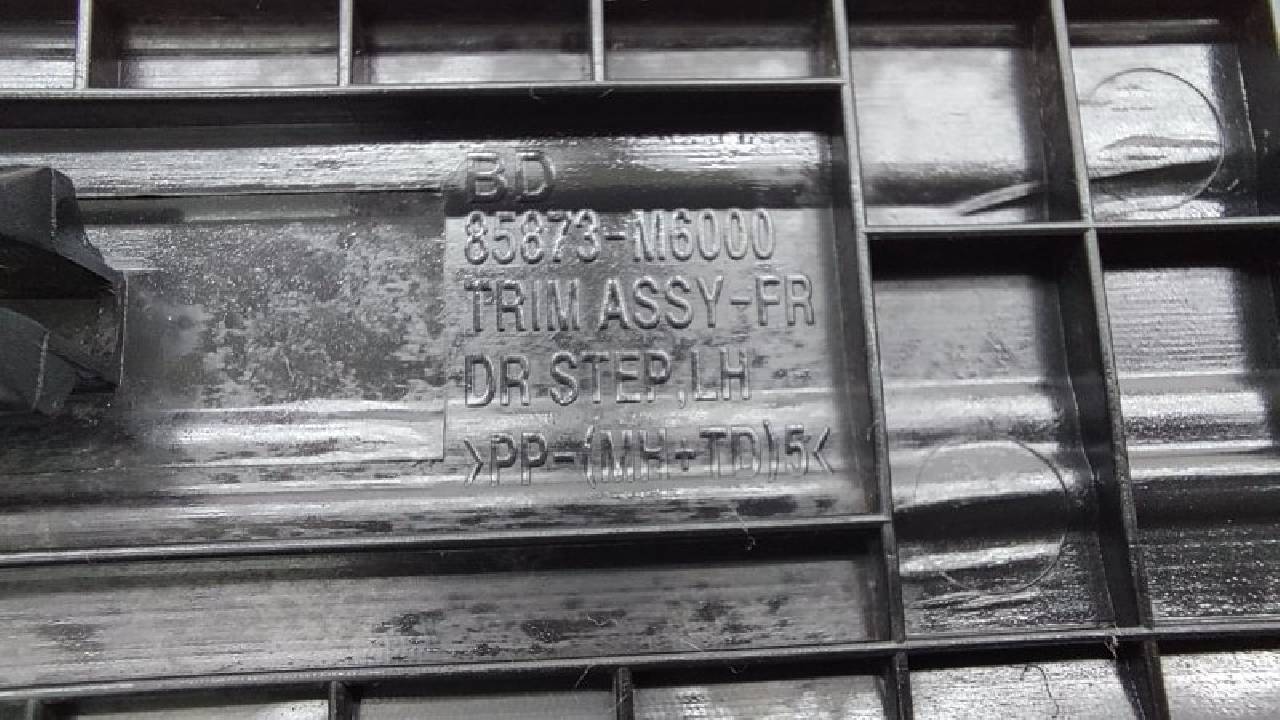 BD
85873-M6000
TRIM ASSY-FR
DR STEP,LH
>PP-(MH+TD)5<